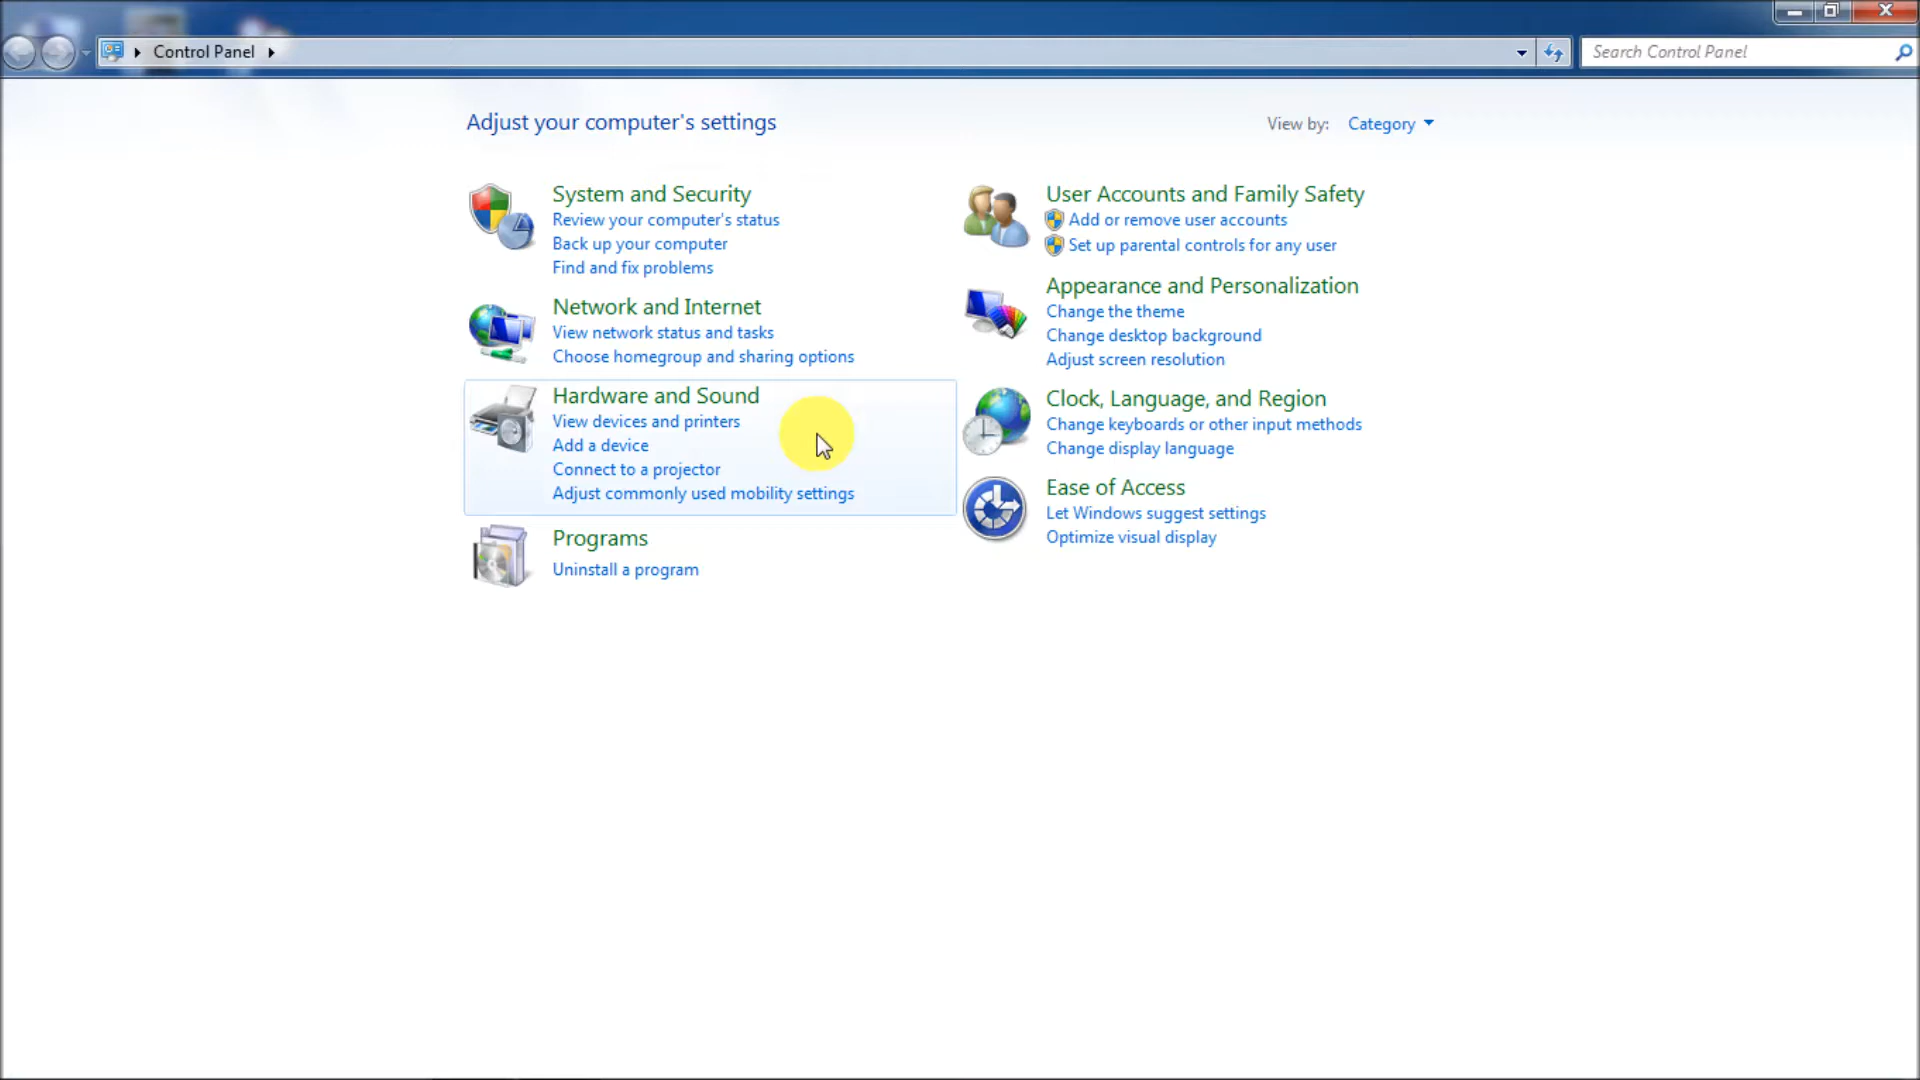 Control Panel
Search Control Panel
Adjust your computer's settings
View by: Category
System and Security
Review your computer's status
Back up your computer
Find and fix problems
Network and Internet
View network status and tasks
Choose homegroup and sharing options
Hardware and Sound
View devices and printers
Add a device
Connect to a projector
Adjust commonly used mobility settings
Programs
Uninstall a program
User Accounts and Family Safety
Add or remove user accounts
Set up parental controls for any user
Appearance and Personalization
Change the theme
Change desktop background
Adjust screen resolution
Clock, Language, and Region
Change keyboards or other input methods
Change display language
Ease of Access
Let Windows suggest settings
Optimize visual display